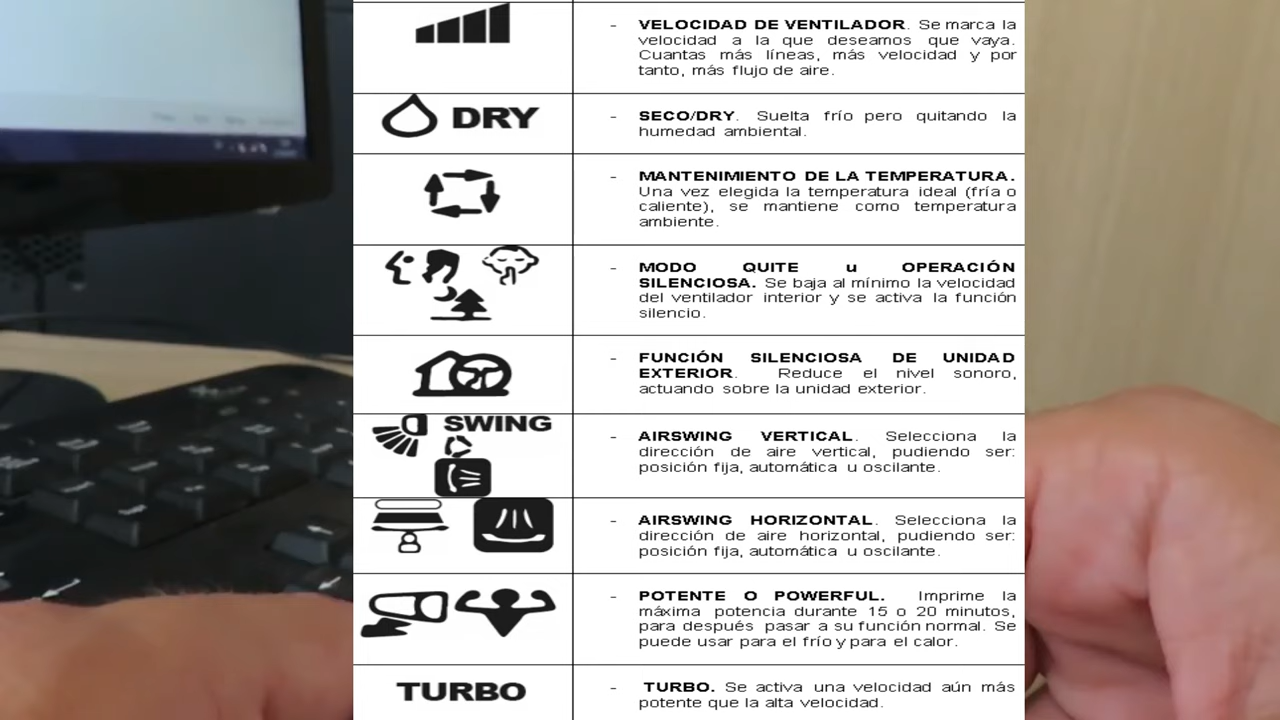 - VELOCIDAD DE VENTILADOR. Se marca la
velocidad a la que deseamos que vaya.
Cuantas más líneas, más velocidad y por
tanto, más flujo de aire.
DRY
- SECO/DRY. Suelta frío pero quitando la
humedad ambiental.
- MANTENIMIENTO DE LA TEMPERATURA.
Una vez elegida la temperatura ideal (fría o
caliente), se mantiene como temperatura
ambiente.
- MODO QUITE u OPERACIÓN
SILENCIOSA. Se baja al mínimo la velocidad
del ventilador interior y se activa la función
silencio.
- FUNCIÓN SILENCIOSA DE UNIDAD
EXTERIOR. Reduce el nivel sonoro,
actuando sobre la unidad exterior.
SWING
- AIRSWING VERTICAL. Selecciona la
dirección de aire vertical, pudiendo ser:
posición fija, automática u oscilante.
- AIRSWING HORIZONTAL. Selecciona la
dirección de aire horizontal, pudiendo ser:
posición fija, automática u oscilante.
- POTENTE O POWERFUL. Imprime la
máxima potencia durante 15 o 20 minutos,
para después pasar a su función normal. Se
puede usar para el frío y para el calor.
TURBO
- TURBO. Se activa una velocidad aún más
potente que la alta velocidad.